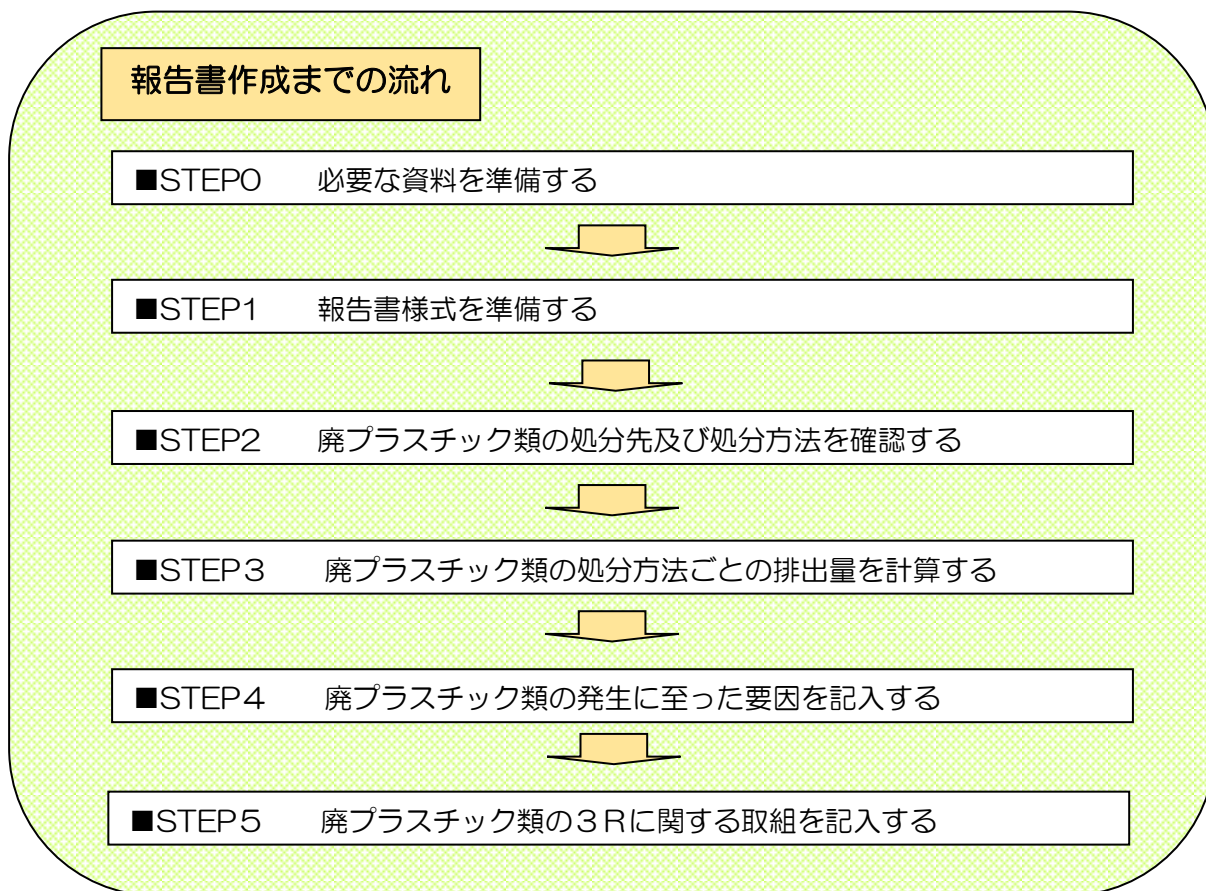 報告書作成までの流れ
■STEP０　必要な資料を準備する
■STEP１　報告書様式を準備する
■STEP２　廃プラスチック類の処分先及び処分方法を確認する
■STEP３　廃プラスチック類の処分方法ごとの排出量を計算する
■STEP４　廃プラスチック類の発生に至った要因を記入する
■STEP５　廃プラスチック類の３Ｒに関する取組を記入する